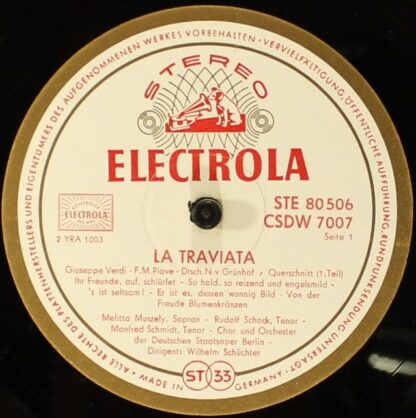 STEREO
ELECTROLA
STE 80 506
CSDW 7007
Seite 1
ELECTROLA
2 YRA 1003
LA TRAVIATA
Giuseppe Verdi - F.M.Piave - Dtsch.N.v.Grünhof, Querschnitt (1.Teil)
Ihr Freunde, auf, schlürfet - So hold, so reizend und engelsmild -
's ist seltsam! - Er ist es, dessen wonnig Bild - Von der
Freude Blumenkränzen
Melitta Muszely, Sopran - Rudolf Schock, Tenor -
Manfred Schmidt, Tenor - Chor und Orchester
der Deutschen Staatsoper Berlin -
Dirigent: Wilhelm Schüchter
ST 33
MADE IN GERMANY · ALLE RECHTE DES PLATTENHERSTELLERS UND EIGENTÜMERS DES AUFGENOMMENEN WERKES VORBEHALTEN · VERVIELFÄLTIGUNG, ÖFFENTLICHE AUFFÜHRUNG, RUNDFUNKSENDUNG UNTERSAGT ·